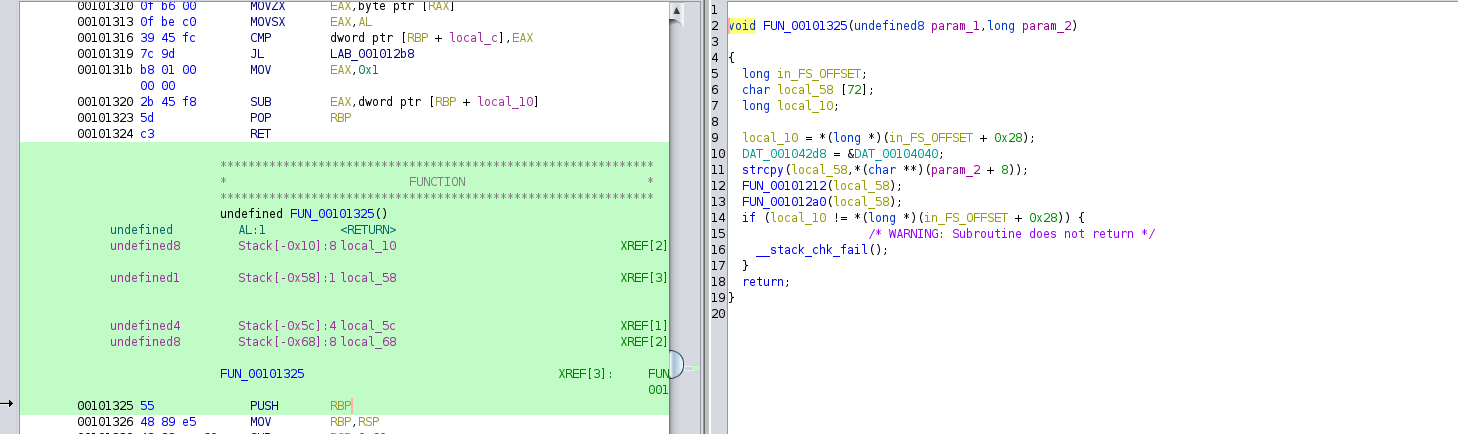 00101310 0f b6 00 MOVZX EAX,byte ptr [RAX]
00101313 0f be c0 MOVSX EAX,AL
00101316 39 45 fc CMP dword ptr [RBP + local_c],EAX
00101319 7c 9d JL LAB_001012b8
0010131b b8 01 00 MOV EAX,0x1
00 00
00101320 2b 45 f8 SUB EAX,dword ptr [RBP + local_10]
00101323 5d POP RBP
00101324 c3 RET
**************************************************************
* FUNCTION *
**************************************************************
undefined FUN_00101325()
undefined AL:1 <RETURN>
undefined8 Stack[-0x10]:8 local_10 XREF[2]
undefined1 Stack[-0x58]:1 local_58 XREF[3]
undefined4 Stack[-0x5c]:4 local_5c XREF[1]
undefined8 Stack[-0x68]:8 local_68 XREF[2]
FUN_00101325 XREF[3]: FUN
001
00101325 55 PUSH RBP
00101326 48 89 e5 MOV RBP,RSP
1
2 void FUN_00101325(undefined8 param_1,long param_2)
3
4 {
5 long in_FS_OFFSET;
6 char local_58 [72];
7 long local_10;
8
9 local_10 = *(long *)(in_FS_OFFSET + 0x28);
10 DAT_001042d8 = &DAT_00104040;
11 strcpy(local_58,*(char **)(param_2 + 8));
12 FUN_00101212(local_58);
13 FUN_001012a0(local_58);
14 if (local_10 != *(long *)(in_FS_OFFSET + 0x28)) {
15 /* WARNING: Subroutine does not return */
16 __stack_chk_fail();
17 }
18 return;
19 }
20